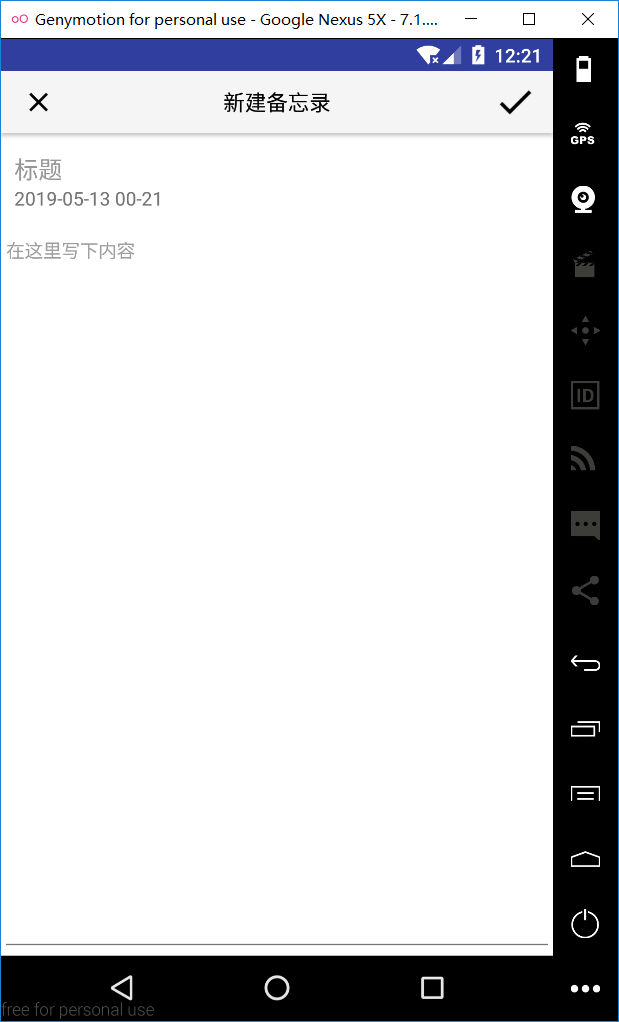 Genymotion for personal use - Google Nexus 5X - 7.1....
12:21
新建备忘录
GPS
标题
2019-05-13 00-21
在这里写下内容
ID
free for personal use